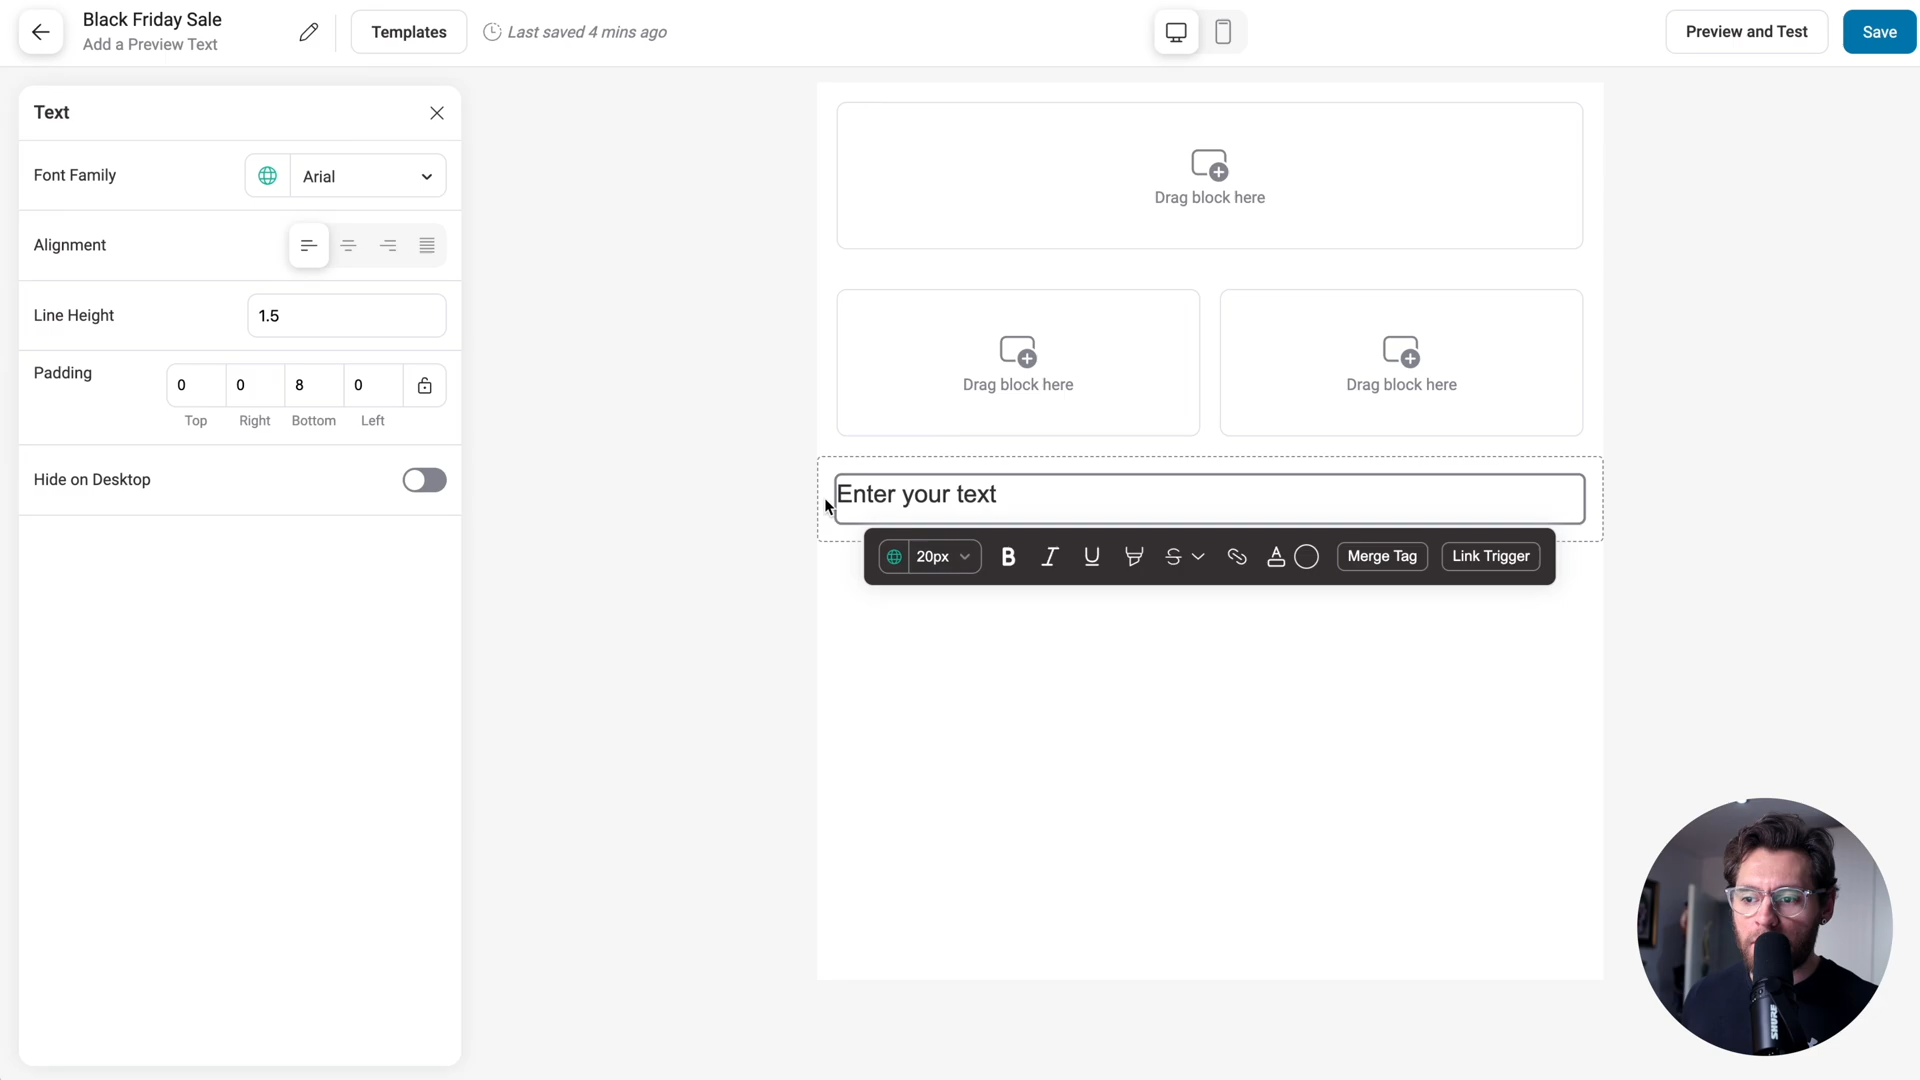 Black Friday Sale
Add a Preview Text
Templates
Last saved 4 mins ago
Preview and Test
Save
Text
Font Family
Arial
Alignment
Line Height
1.5
Padding
0
0
8
0
Top
Right
Bottom
Left
Hide on Desktop
Drag block here
Drag block here
Drag block here
Enter your text
20px
B
I
U
S
A
Merge Tag
Link Trigger
SHURE